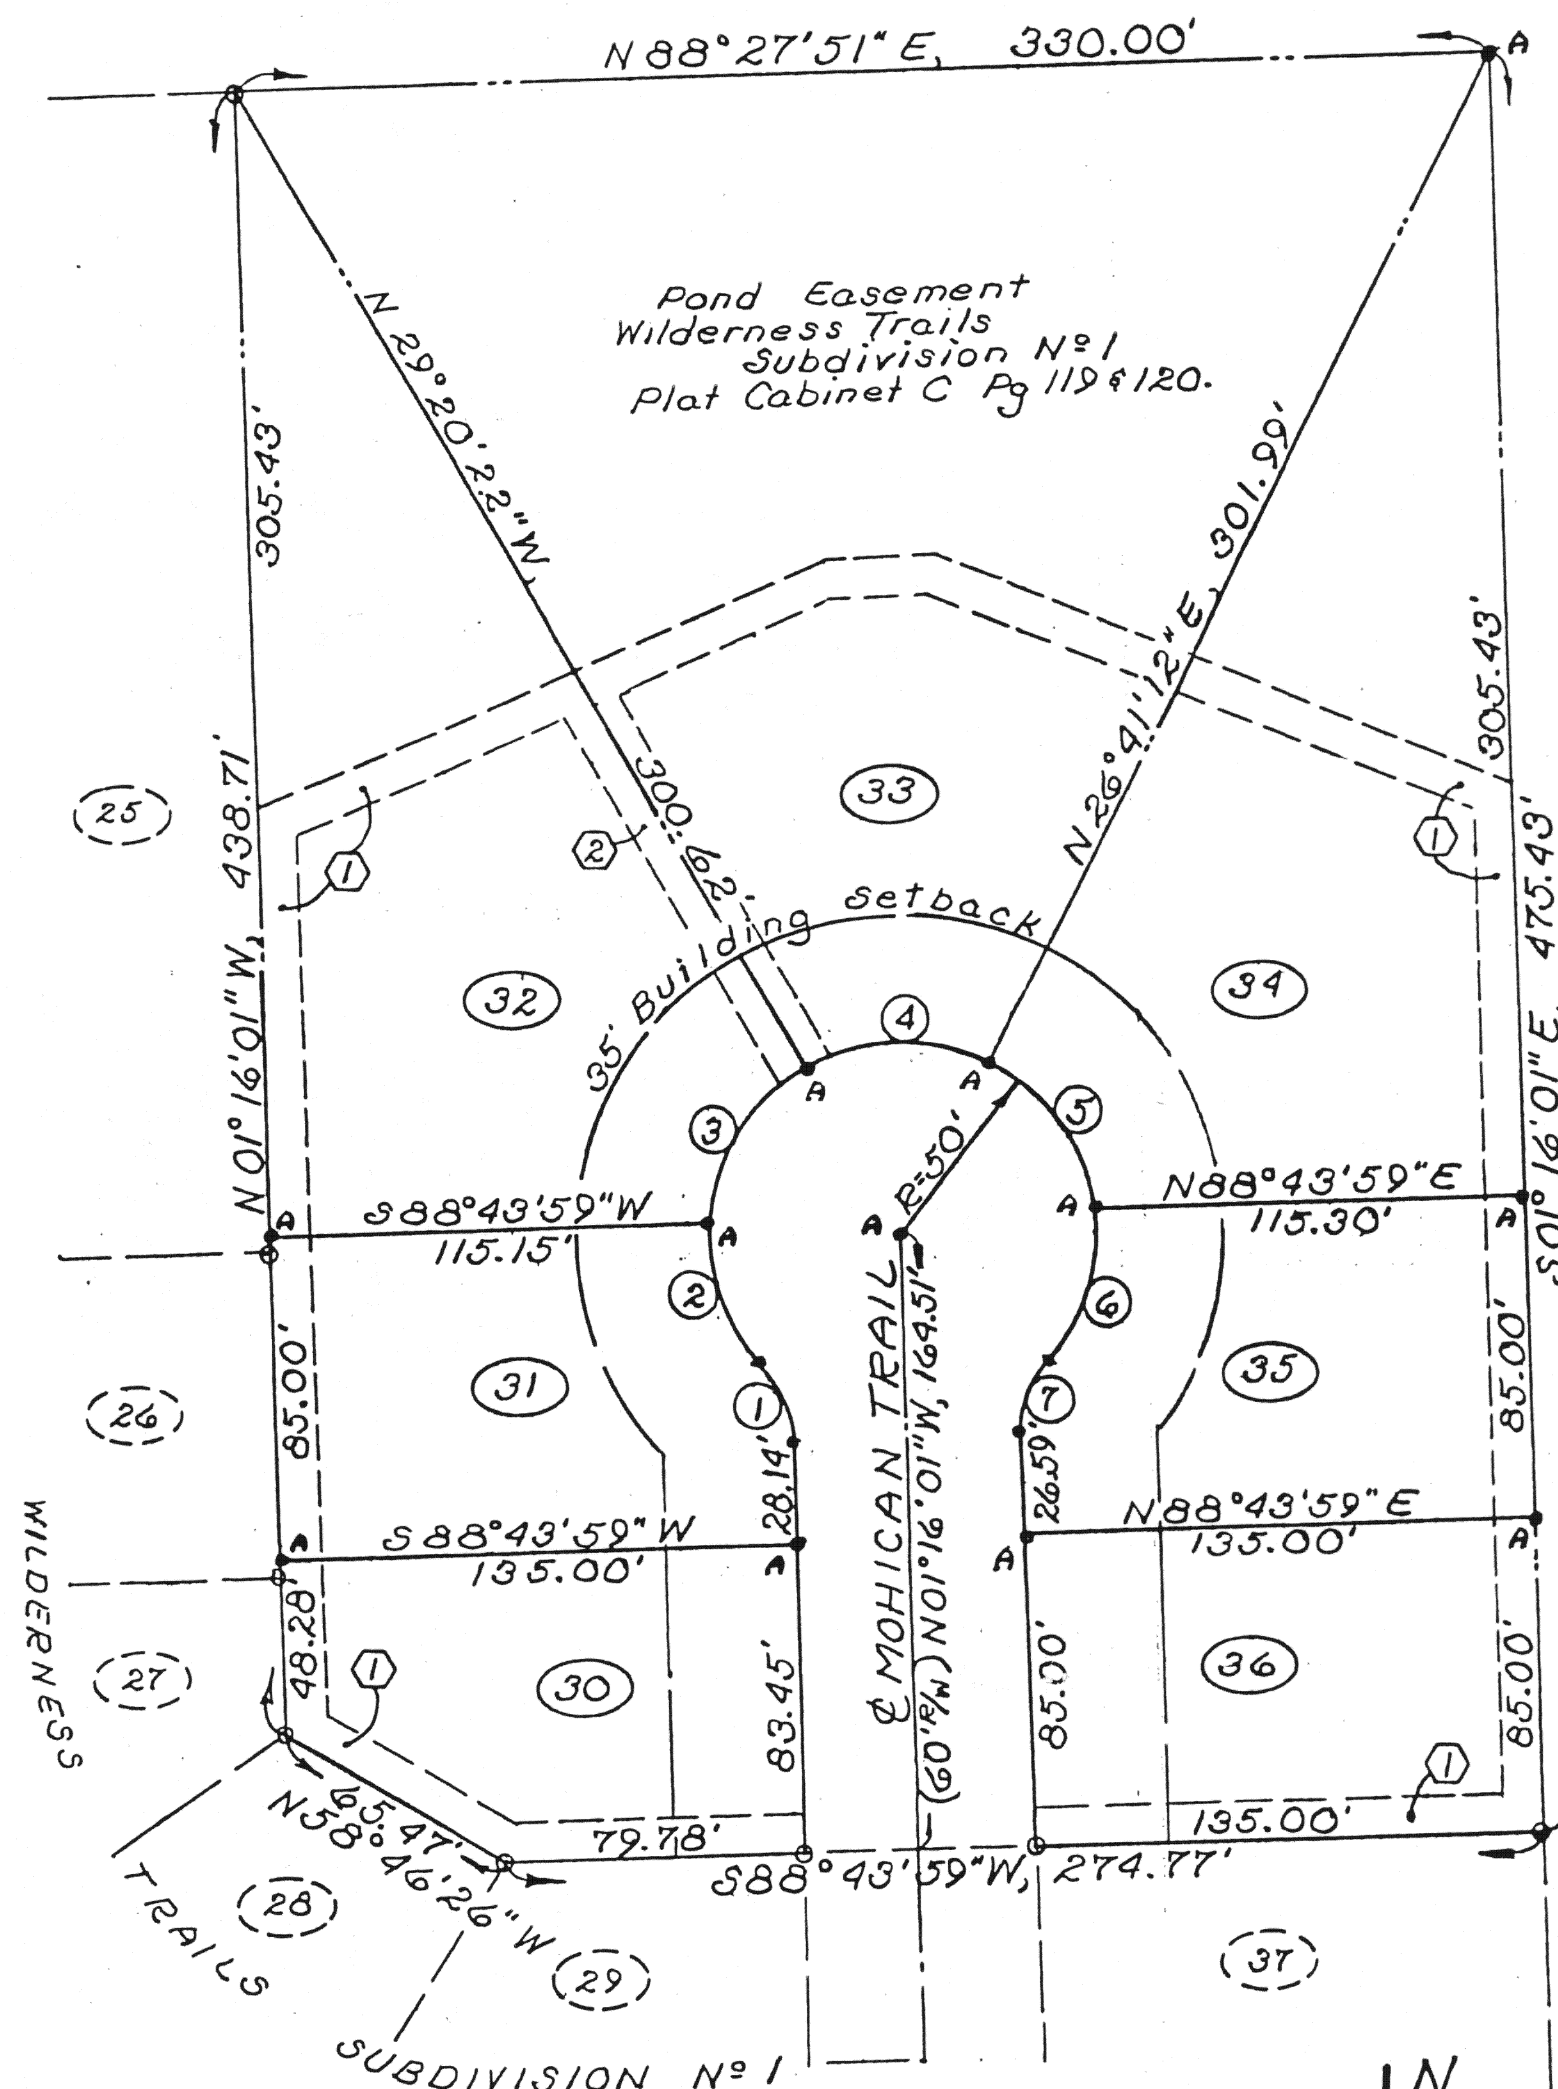 N 88° 27' 51" E, 330.00'
A
Pond Easement
Wilderness Trails
Subdivision Nº 1
Plat Cabinet C Pg 119 & 120.
N 29° 20' 22" W,
300.62'
N 26° 41' 12" E, 301.99'
305.43'
305.43'
N 01° 16' 01" W, 438.71'
S 01° 16' 01" E, 475.43'
25
1
2
33
1
32
34
35' Building Setback
4
3
5
A
A
R=50'
S 88° 43' 59" W
115.15'
A
A
A
N 88° 43' 59" E
115.30'
A
A
2
6
1
7
31
35
26
85.00'
85.00'
28.14'
26.59'
₵ MOHICAN TRAIL
(60' R/W) N 01° 16' 01" W, 164.51'
S 88° 43' 59" W
135.00'
A
A
N 88° 43' 59" E
135.00'
A
A
WILDERNESS
27
48.28'
1
30
36
83.45'
85.00'
85.00'
1
65.47'
N 58° 46' 26" W
79.78'
135.00'
S 88° 43' 59" W, 274.77'
TRAILS
28
29
37
SUBDIVISION Nº 1